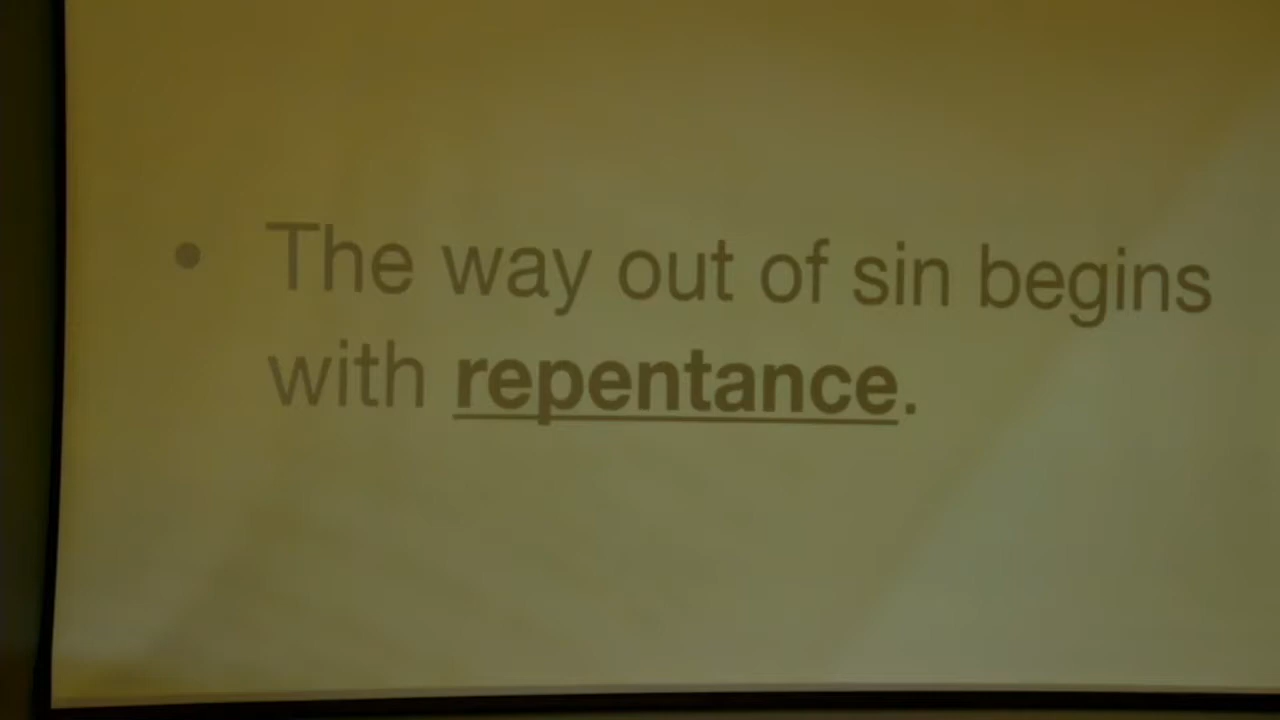 • The way out of sin begins
with repentance.